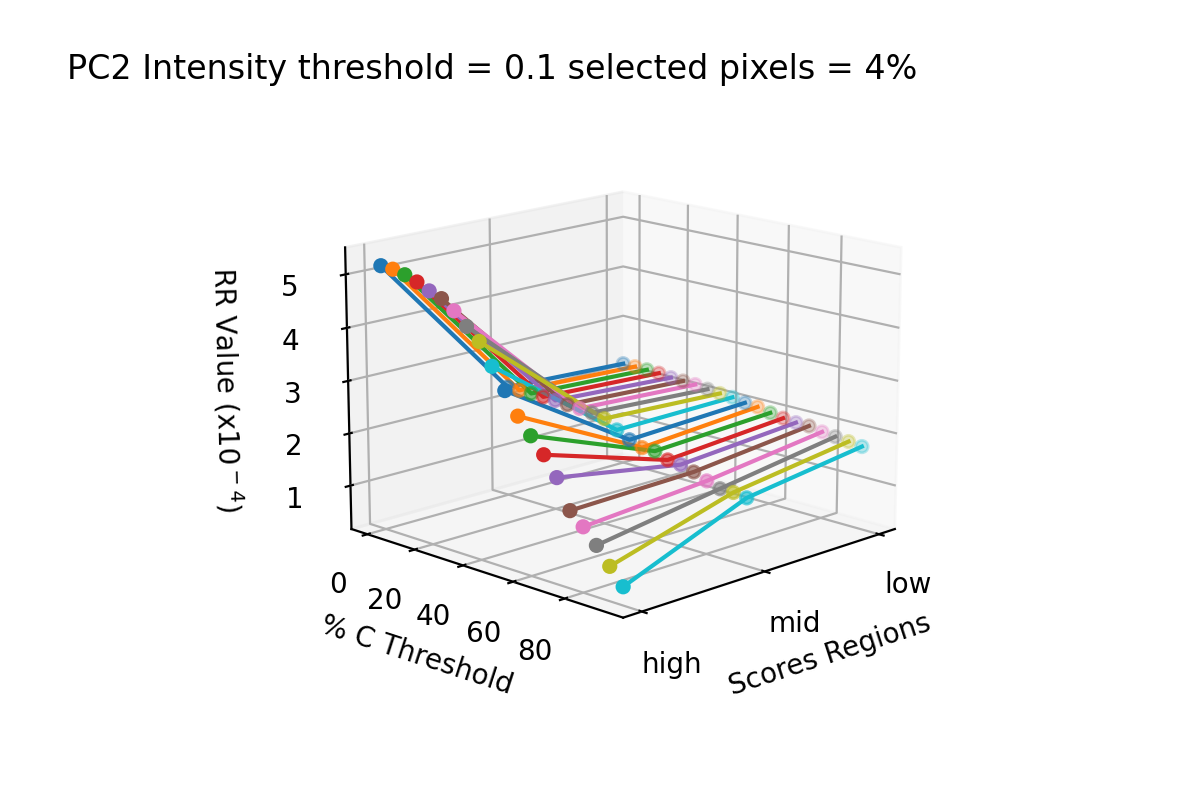 PC2 Intensity threshold = 0.1 selected pixels = 4%
RR Value (x10⁻⁴)
5
4
3
2
1
0
20
40
60
80
% C Threshold
high
mid
low
Scores Regions